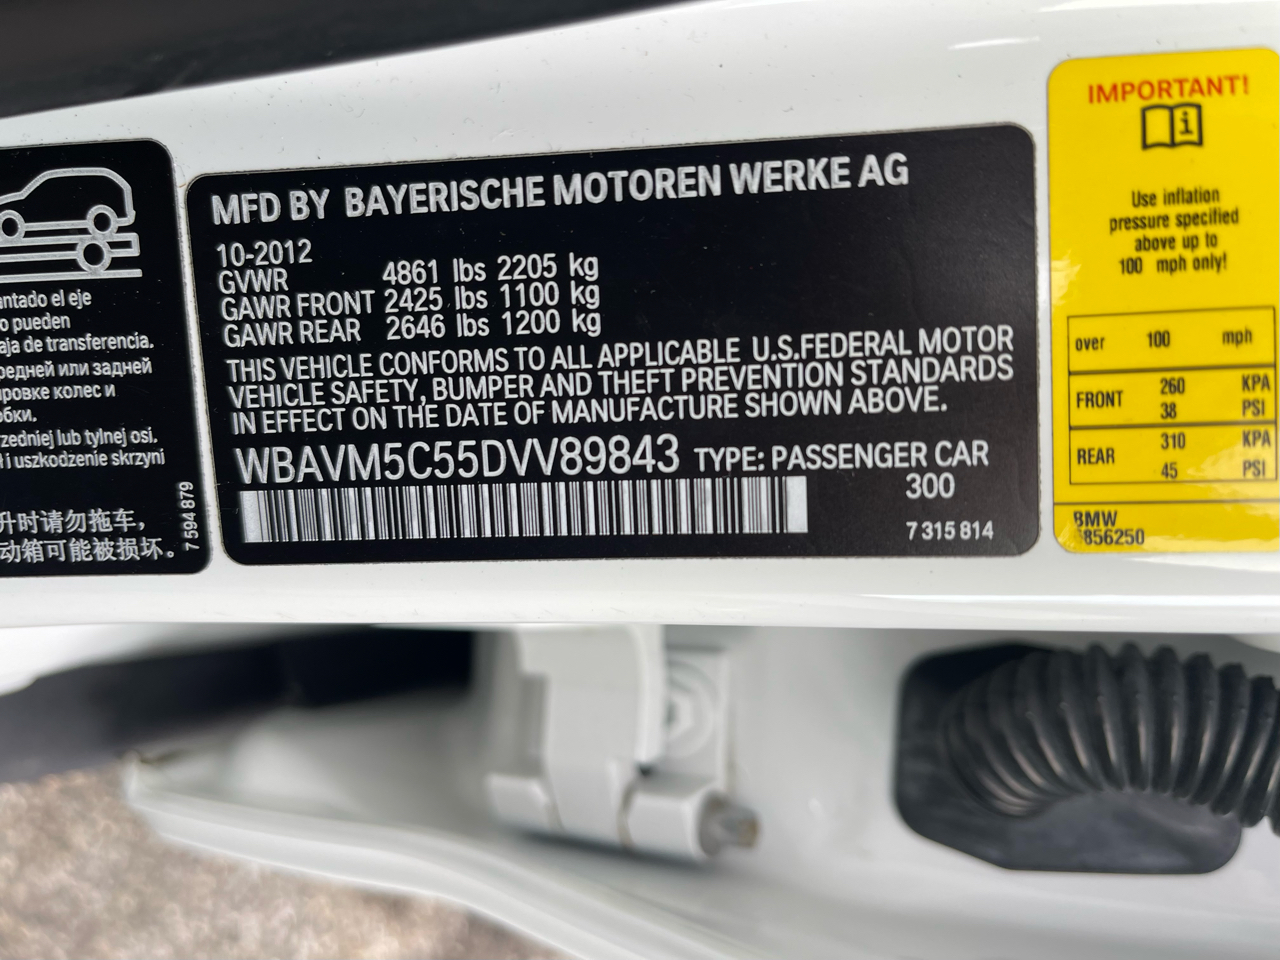 antado el eje
o pueden
aja de transferencia.
редней или задней
ировке колес и
бки.
zedniej lub tylnej osi.
i uszkodzenie skrzyni
升时请勿拖车，
动箱可能被损坏。
7 594 879
MFD BY BAYERISCHE MOTOREN WERKE AG
10-2012
GVWR 4861 lbs 2205 kg
GAWR FRONT 2425 lbs 1100 kg
GAWR REAR 2646 lbs 1200 kg
THIS VEHICLE CONFORMS TO ALL APPLICABLE U.S.FEDERAL MOTOR
VEHICLE SAFETY, BUMPER AND THEFT PREVENTION STANDARDS
IN EFFECT ON THE DATE OF MANUFACTURE SHOWN ABOVE.
WBAVM5C55DVV89843 TYPE: PASSENGER CAR
300
7 315 814
IMPORTANT!
i
Use inflation
pressure specified
above up to
100 mph only!
over 100 mph
FRONT 260 KPA
38 PSI
REAR 310 KPA
45 PSI
BMW
856250